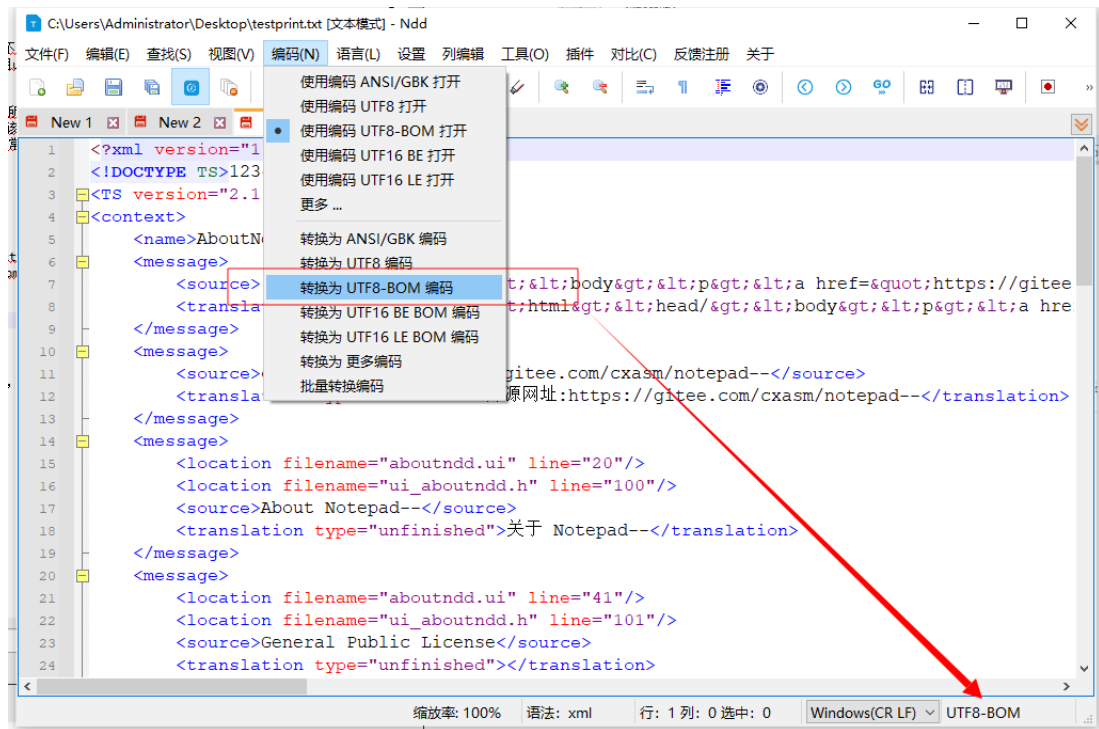 C:\Users\Administrator\Desktop\testprint.txt [文本模式] - Ndd
文件(F) 编辑(E) 查找(S) 视图(V) 编码(N) 语言(L) 设置 列编辑 工具(O) 插件 对比(C) 反馈注册 关于
New 1 New 2
使用编码 ANSI/GBK 打开
使用编码 UTF8 打开
使用编码 UTF8-BOM 打开
使用编码 UTF16 BE 打开
使用编码 UTF16 LE 打开
更多 ...
转换为 ANSI/GBK 编码
转换为 UTF8 编码
转换为 UTF8-BOM 编码
转换为 UTF16 BE BOM 编码
转换为 UTF16 LE BOM 编码
转换为 更多编码
批量转换编码
1 <?xml version="1
2 <!DOCTYPE TS>123
3 <TS version="2.1
4 <context>
5 <name>AboutN
6 <message>
7 <source> t;&lt;body&gt;&lt;p&gt;&lt;a href=&quot;https://gitee
8 <transla t;html&gt;&lt;head/&gt;&lt;body&gt;&lt;p&gt;&lt;a hre
9 </message>
10 <message>
11 <source> gitee.com/cxasm/notepad--</source>
12 <transla 源网址:https://gitee.com/cxasm/notepad--</translation>
13 </message>
14 <message>
15 <location filename="aboutndd.ui" line="20"/>
16 <location filename="ui_aboutndd.h" line="100"/>
17 <source>About Notepad--</source>
18 <translation type="unfinished">关于 Notepad--</translation>
19 </message>
20 <message>
21 <location filename="aboutndd.ui" line="41"/>
22 <location filename="ui_aboutndd.h" line="101"/>
23 <source>General Public License</source>
24 <translation type="unfinished"></translation>
缩放率: 100% 语法: xml 行: 1 列: 0 选中: 0 Windows(CR LF) UTF8-BOM